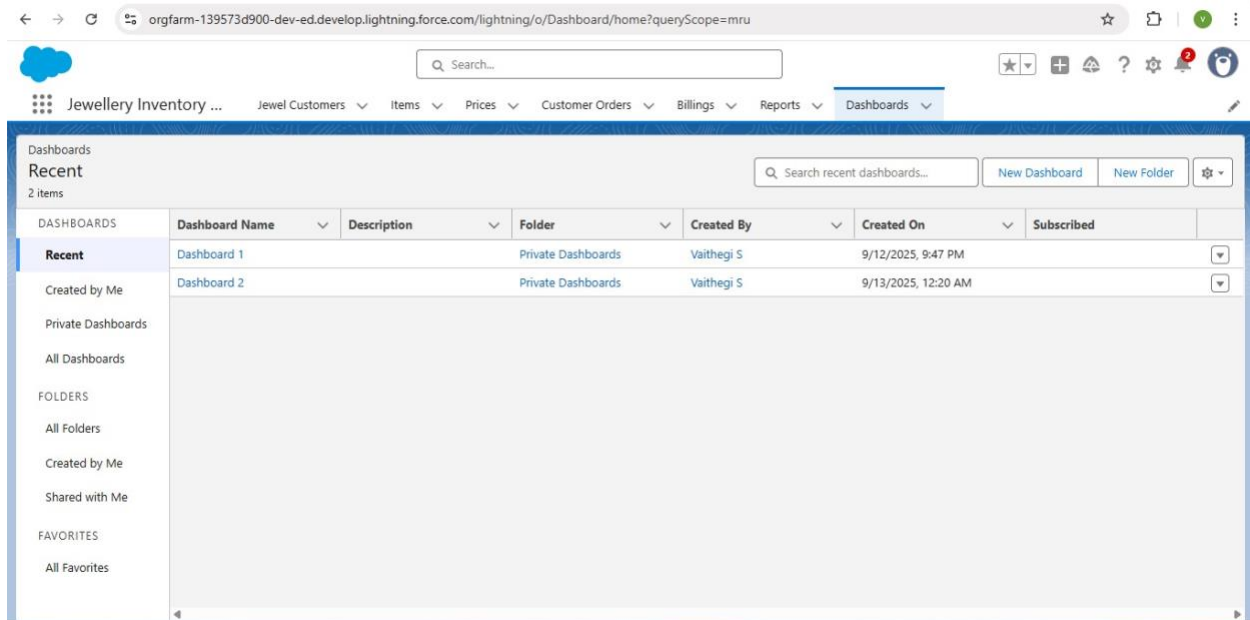 orgfarm-139573d900-dev-ed.develop.lightning.force.com/lightning/o/Dashboard/home?queryScope=mru
V
Search...
2
Jewellery Inventory ... Jewel Customers Items Prices Customer Orders Billings Reports Dashboards
Dashboards
Recent
2 items
Search recent dashboards...
New Dashboard
New Folder
DASHBOARDS
Recent
Created by Me
Private Dashboards
All Dashboards
FOLDERS
All Folders
Created by Me
Shared with Me
FAVORITES
All Favorites
Dashboard Name Description Folder Created By Created On Subscribed
Dashboard 1 Private Dashboards Vaithegi S 9/12/2025, 9:47 PM
Dashboard 2 Private Dashboards Vaithegi S 9/13/2025, 12:20 AM